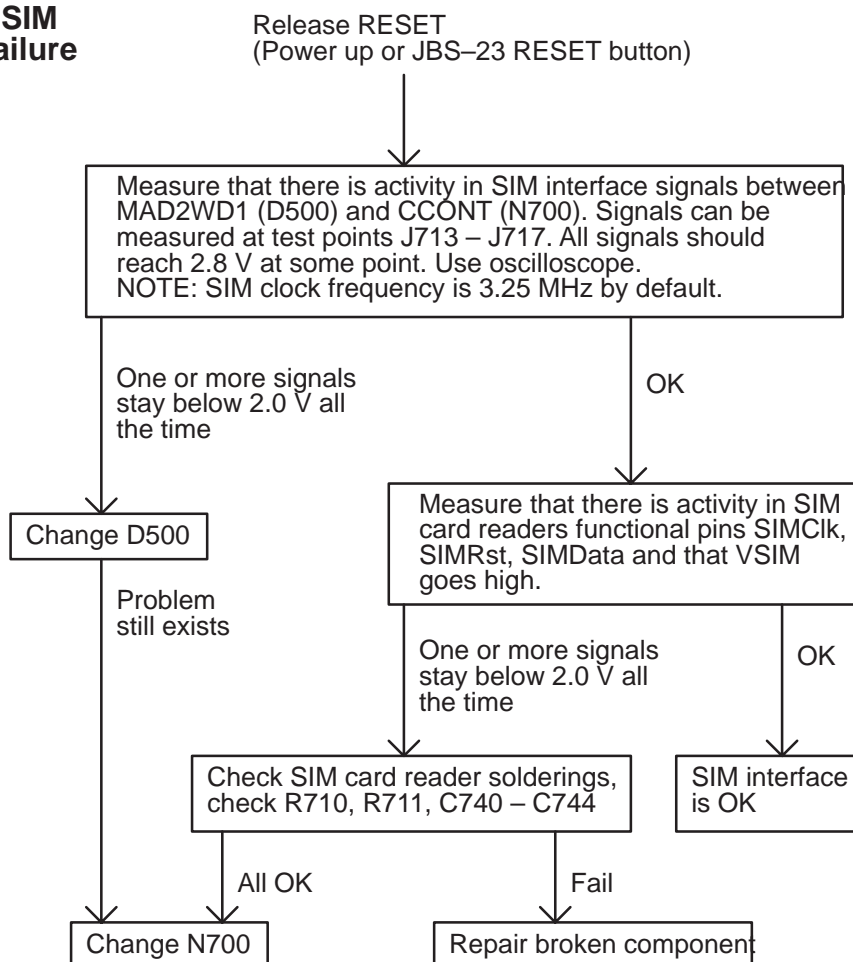 SIM
ailure
Release RESET
(Power up or JBS–23 RESET button)
Measure that there is activity in SIM interface signals between
MAD2WD1 (D500) and CCONT (N700). Signals can be
measured at test points J713 – J717. All signals should
reach 2.8 V at some point. Use oscilloscope.
NOTE: SIM clock frequency is 3.25 MHz by default.
One or more signals
stay below 2.0 V all
the time
OK
Change D500
Measure that there is activity in SIM
card readers functional pins SIMClk,
SIMRst, SIMData and that VSIM
goes high.
Problem
still exists
One or more signals
stay below 2.0 V all
the time
OK
Check SIM card reader solderings,
check R710, R711, C740 – C744
SIM interface
is OK
All OK
Fail
Change N700
Repair broken component